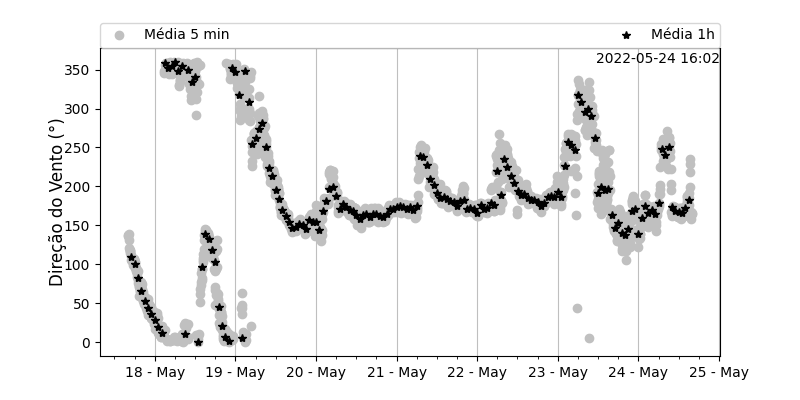 Média 5 min
Média 1h
2022-05-24 16:02
Direção do Vento (°)
350
300
250
200
150
100
50
0
18 - May
19 - May
20 - May
21 - May
22 - May
23 - May
24 - May
25 - May